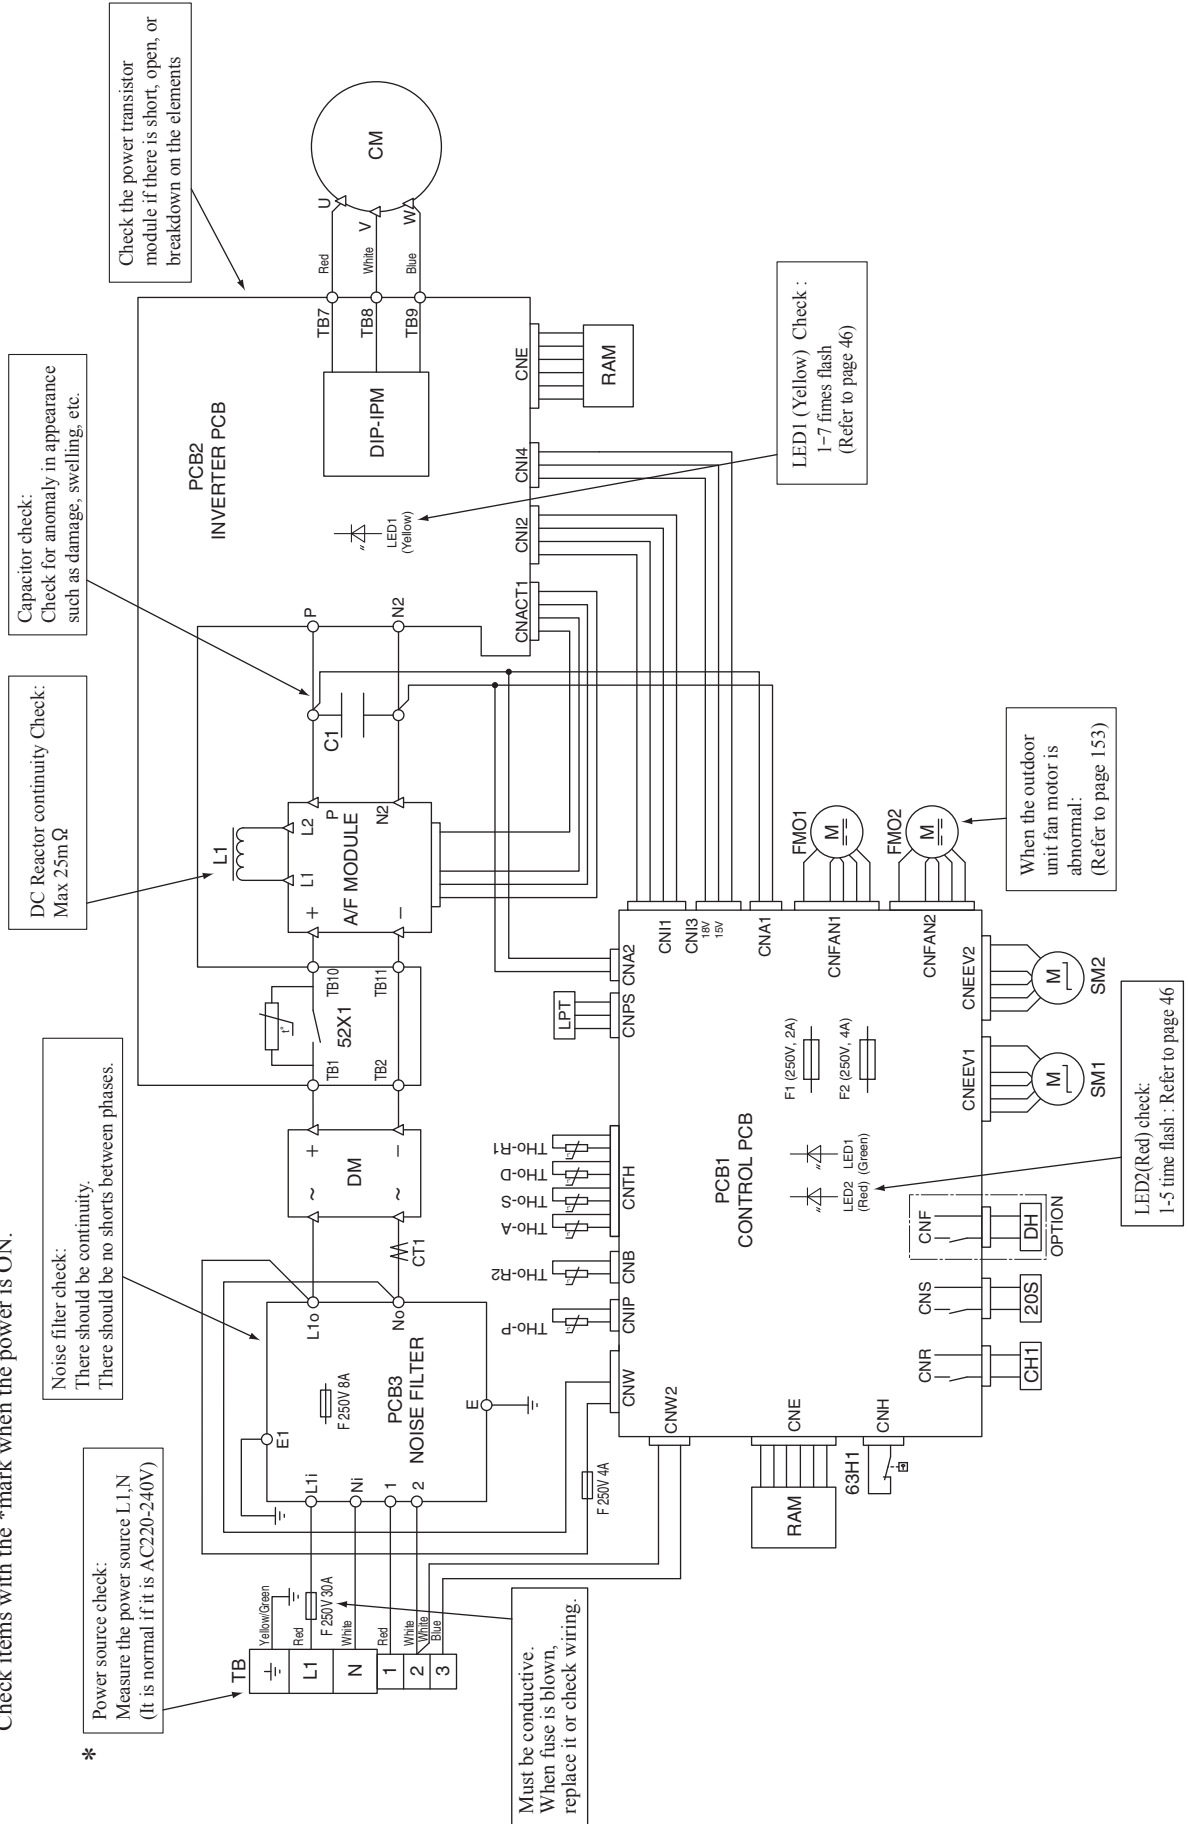 Check items with the *mark when the power is ON.
*
Power source check:
Measure the power source L1,N
(It is normal if it is AC220-240V)
Noise filter check:
There should be continuity.
There should be no shorts between phases.
DC Reactor continuity Check:
Max 25mΩ
Capacitor check:
Check for anomaly in appearance
such as damage, swelling, etc.
Check the power transistor
module if there is short, open, or
breakdown on the elements
Must be conductive.
When fuse is blown,
replace it or check wiring.
LED1 (Yellow) Check :
1-7 fimes flash
(Refer to page 46)
When the outdoor
unit fan motor is
abnormal:
(Refer to page 153)
LED2(Red) check:
1-5 time flash : Refer to page 46
TB
L1
N
1
2
3
Yellow/Green
Red
F 250V 30A
White
Red
White
White
Blue
E1
L1i
Ni
1
2
F 250V 8A
PCB3
NOISE FILTER
E
L1o
No
CT1
~
~
DM
+
−
TB1
TB2
52X1
t°
TB10
TB11
+
−
L1
L1
L2
A/F MODULE
P
N2
C1
P
N2
PCB2
INVERTER PCB
LED1
(Yellow)
DIP-IPM
TB7
TB8
TB9
Red
White
Blue
U
V
W
CM
CNACT1
CNI2
CNI4
CNE
RAM
F 250V 4A
CNW2
CNW
CNIP
CNB
CNTH
THo-P
THo-R2
THo-A
THo-S
THo-D
THo-R1
LPT
CNPS
CNA2
CNI1
CNI3
18V
15V
CNA1
CNFAN1
CNFAN2
FMO1
M
FMO2
M
PCB1
CONTROL PCB
LED2
(Red)
LED1
(Green)
F1 (250V, 2A)
F2 (250V, 4A)
CNE
RAM
CNH
63H1
P
CNR
CH1
CNS
20S
CNF
DH
OPTION
CNEEV1
M
SM1
CNEEV2
M
SM2